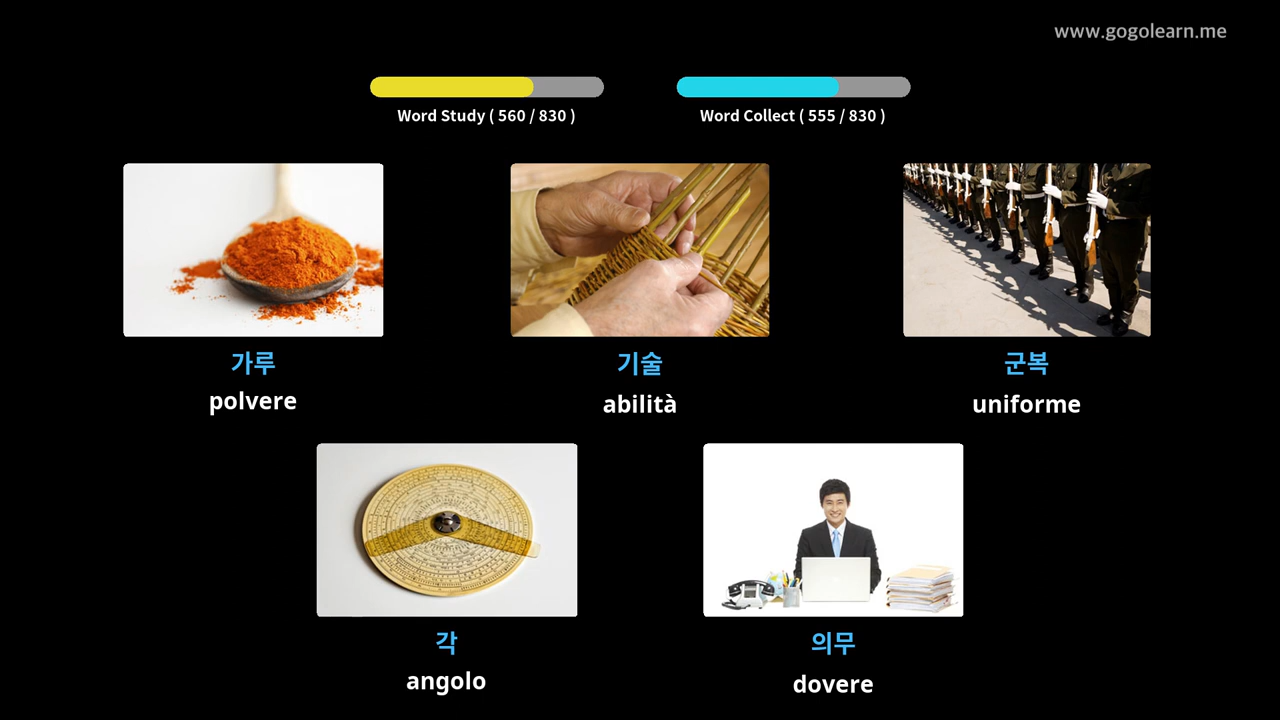 www.gogolearn.me
Word Study ( 560 / 830 )
Word Collect ( 555 / 830 )
가루
polvere
기술
abilità
군복
uniforme
각
angolo
의무
dovere